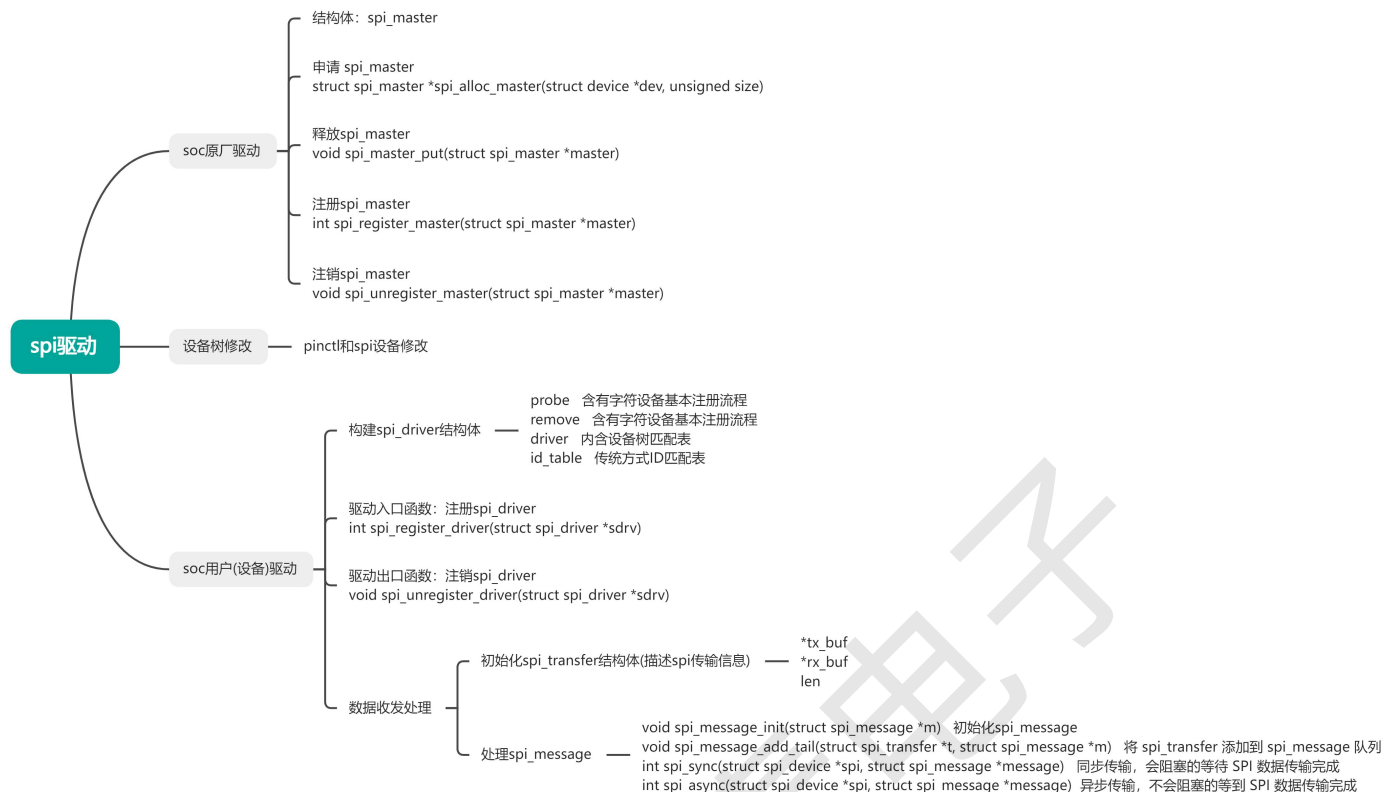 spi驱动
soc原厂驱动
结构体：spi_master
申请 spi_master
struct spi_master *spi_alloc_master(struct device *dev, unsigned size)
释放spi_master
void spi_master_put(struct spi_master *master)
注册spi_master
int spi_register_master(struct spi_master *master)
注销spi_master
void spi_unregister_master(struct spi_master *master)
设备树修改
pinctl和spi设备修改
soc用户(设备)驱动
构建spi_driver结构体
probe 含有字符设备基本注册流程
remove 含有字符设备基本注册流程
driver 内含设备树匹配表
id_table 传统方式ID匹配表
驱动入口函数：注册spi_driver
int spi_register_driver(struct spi_driver *sdrv)
驱动出口函数：注销spi_driver
void spi_unregister_driver(struct spi_driver *sdrv)
数据收发处理
初始化spi_transfer结构体(描述spi传输信息)
*tx_buf
*rx_buf
len
处理spi_message
void spi_message_init(struct spi_message *m) 初始化spi_message
void spi_message_add_tail(struct spi_transfer *t, struct spi_message *m) 将 spi_transfer 添加到 spi_message 队列
int spi_sync(struct spi_device *spi, struct spi_message *message) 同步传输，会阻塞的等待 SPI 数据传输完成
int spi_async(struct spi_device *spi, struct spi_message *message) 异步传输，不会阻塞的等到 SPI 数据传输完成
电子